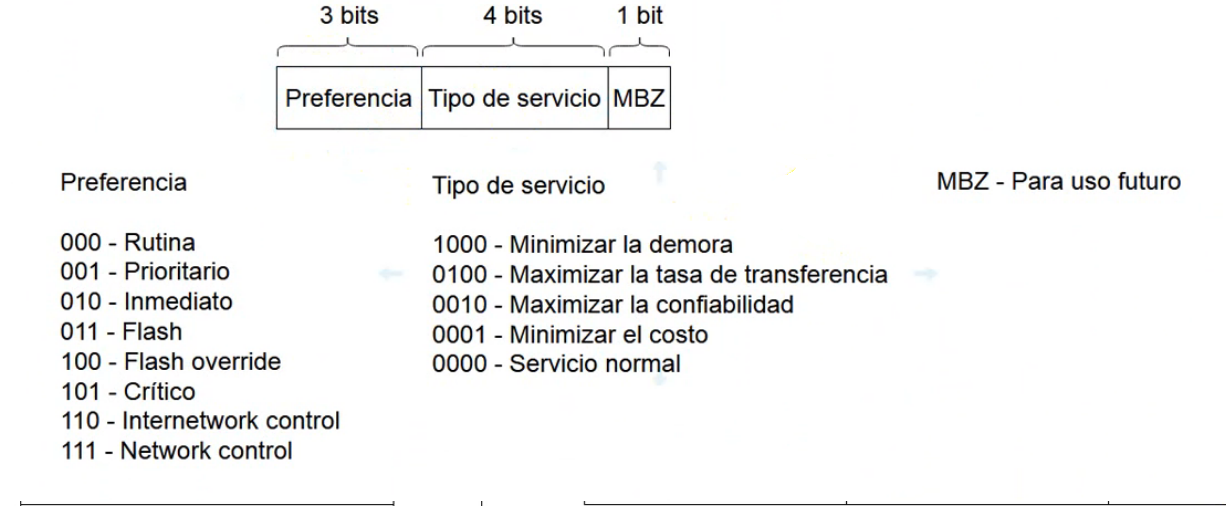 3 bits 4 bits 1 bit
Preferencia Tipo de servicio MBZ
Preferencia
000 - Rutina
001 - Prioritario
010 - Inmediato
011 - Flash
100 - Flash override
101 - Crítico
110 - Internetwork control
111 - Network control
Tipo de servicio
1000 - Minimizar la demora
0100 - Maximizar la tasa de transferencia
0010 - Maximizar la confiabilidad
0001 - Minimizar el costo
0000 - Servicio normal
MBZ - Para uso futuro